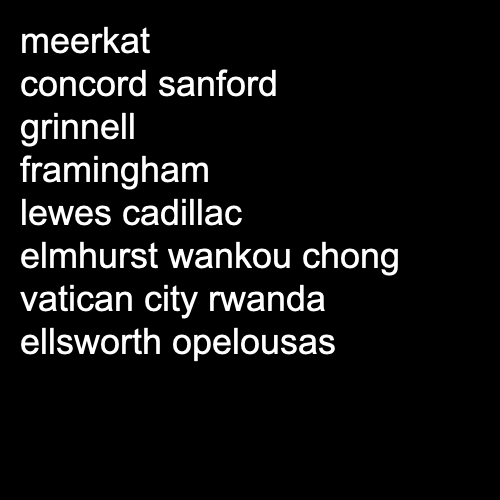 meerkat
concord sanford
grinnell
framingham
lewes cadillac
elmhurst wankou chong
vatican city rwanda
ellsworth opelousas